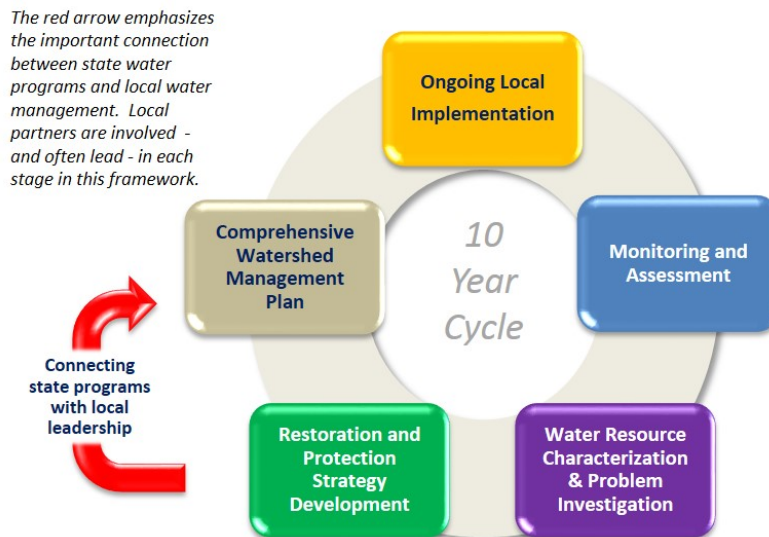 The red arrow emphasizes
the important connection
between state water
programs and local water
management.  Local
partners are involved  -
and often lead - in each
stage in this framework.
Ongoing Local
Implementation
Comprehensive
Watershed
Management
Plan
10
Year
Cycle
Monitoring and
Assessment
Connecting
state programs
with local
leadership
Restoration and
Protection
Strategy
Development
Water Resource
Characterization
& Problem
Investigation